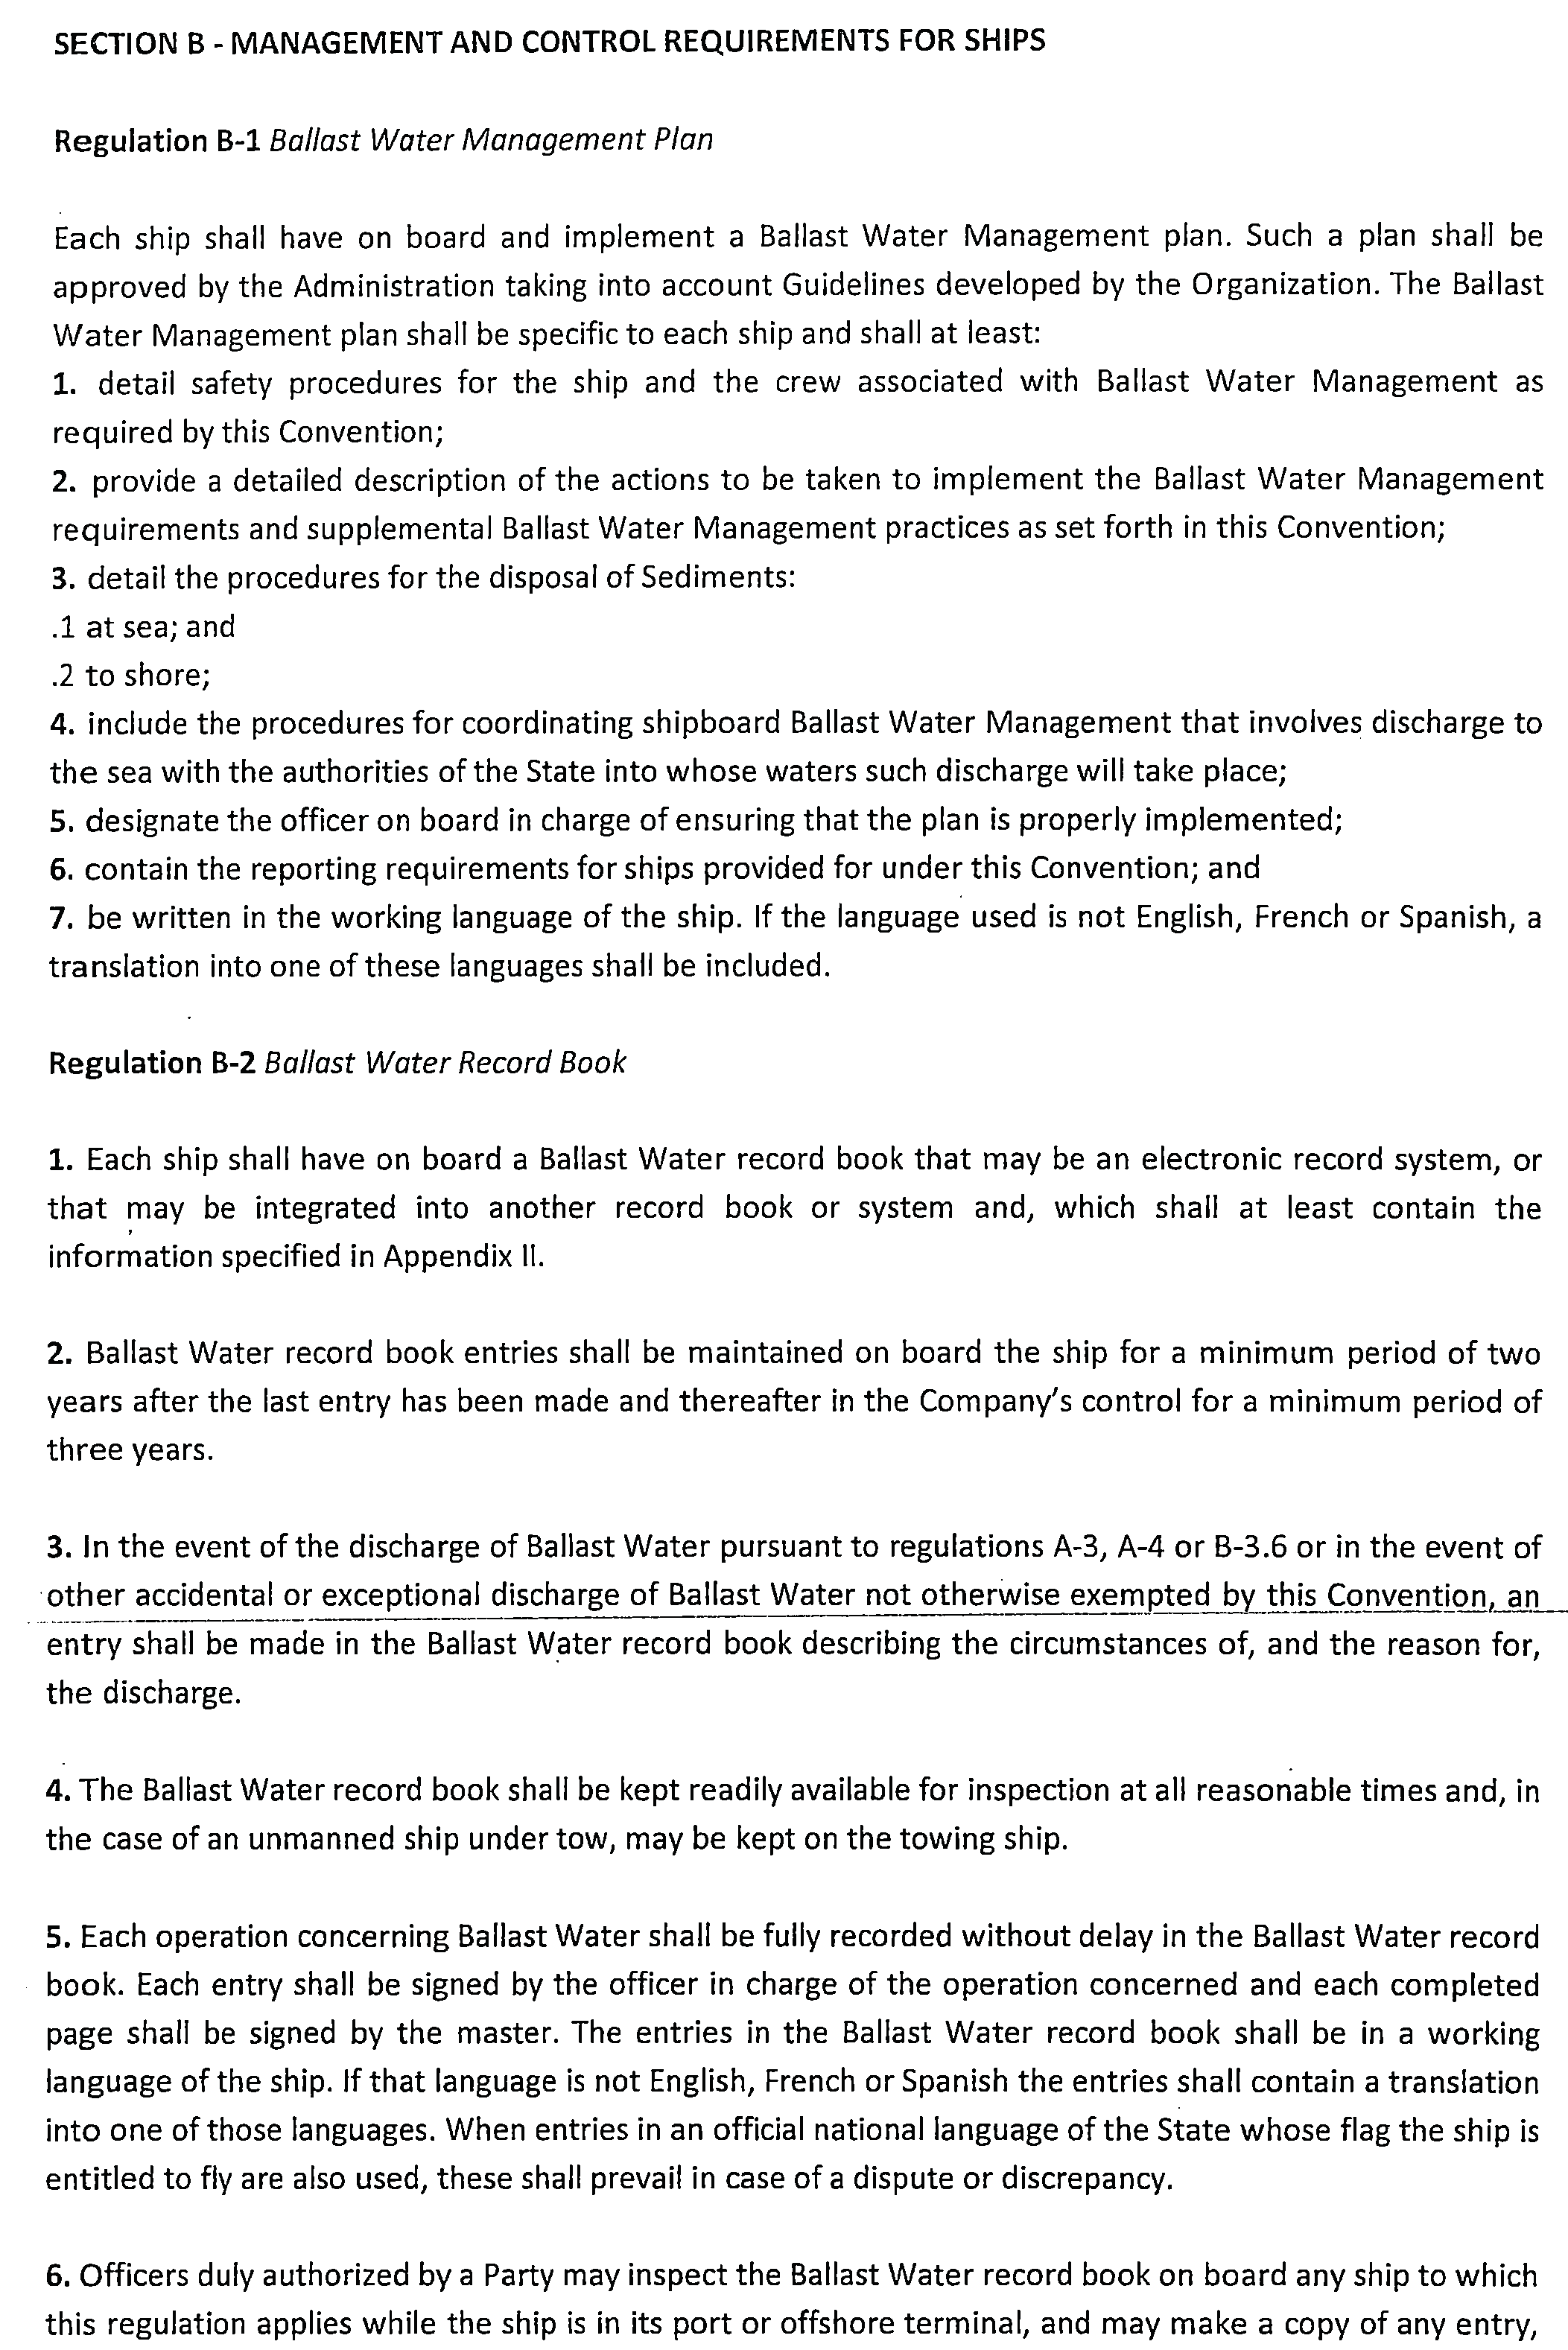 SECTION B - MANAGEMENT AND CONTROL REQUIREMENTS FOR SHIPS
Regulation B-1 Ballast Water Management Plan
Each ship shall have on board and implement a Ballast Water Management plan. Such a plan shall be
approved by the Administration taking into account Guidelines developed by the Organization. The Ballast
Water Management plan shall be specific to each ship and shall at least:
1. detail safety procedures for the ship and the crew associated with Ballast Water Management as
required by this Convention;
2. provide a detailed description of the actions to be taken to implement the Ballast Water Management
requirements and supplemental Ballast Water Management practices as set forth in this Convention;
3. detail the procedures for the disposal of Sediments:
.1 at sea; and
.2 to shore;
4. include the procedures for coordinating shipboard Ballast Water Management that involves discharge to
the sea with the authorities of the State into whose waters such discharge will take place;
5. designate the officer on board in charge of ensuring that the plan is properly implemented;
6. contain the reporting requirements for ships provided for under this Convention; and
7. be written in the working language of the ship. If the language used is not English, French or Spanish, a
translation into one of these languages shall be included.
Regulation B-2 Ballast Water Record Book
1. Each ship shall have on board a Ballast Water record book that may be an electronic record system, or
that may be integrated into another record book or system and, which shall at least contain the
information specified in Appendix II.
2. Ballast Water record book entries shall be maintained on board the ship for a minimum period of two
years after the last entry has been made and thereafter in the Company's control for a minimum period of
three years.
3. In the event of the discharge of Ballast Water pursuant to regulations A-3, A-4 or B-3.6 or in the event of
other accidental or exceptional discharge of Ballast Water not otherwise exempted by this Convention, an
entry shall be made in the Ballast Water record book describing the circumstances of, and the reason for,
the discharge.
4. The Ballast Water record book shall be kept readily available for inspection at all reasonable times and, in
the case of an unmanned ship under tow, may be kept on the towing ship.
5. Each operation concerning Ballast Water shall be fully recorded without delay in the Ballast Water record
book. Each entry shall be signed by the officer in charge of the operation concerned and each completed
page shall be signed by the master. The entries in the Ballast Water record book shall be in a working
language of the ship. If that language is not English, French or Spanish the entries shall contain a translation
into one of those languages. When entries in an official national language of the State whose flag the ship is
entitled to fly are also used, these shall prevail in case of a dispute or discrepancy.
6. Officers duly authorized by a Party may inspect the Ballast Water record book on board any ship to which
this regulation applies while the ship is in its port or offshore terminal, and may make a copy of any entry,